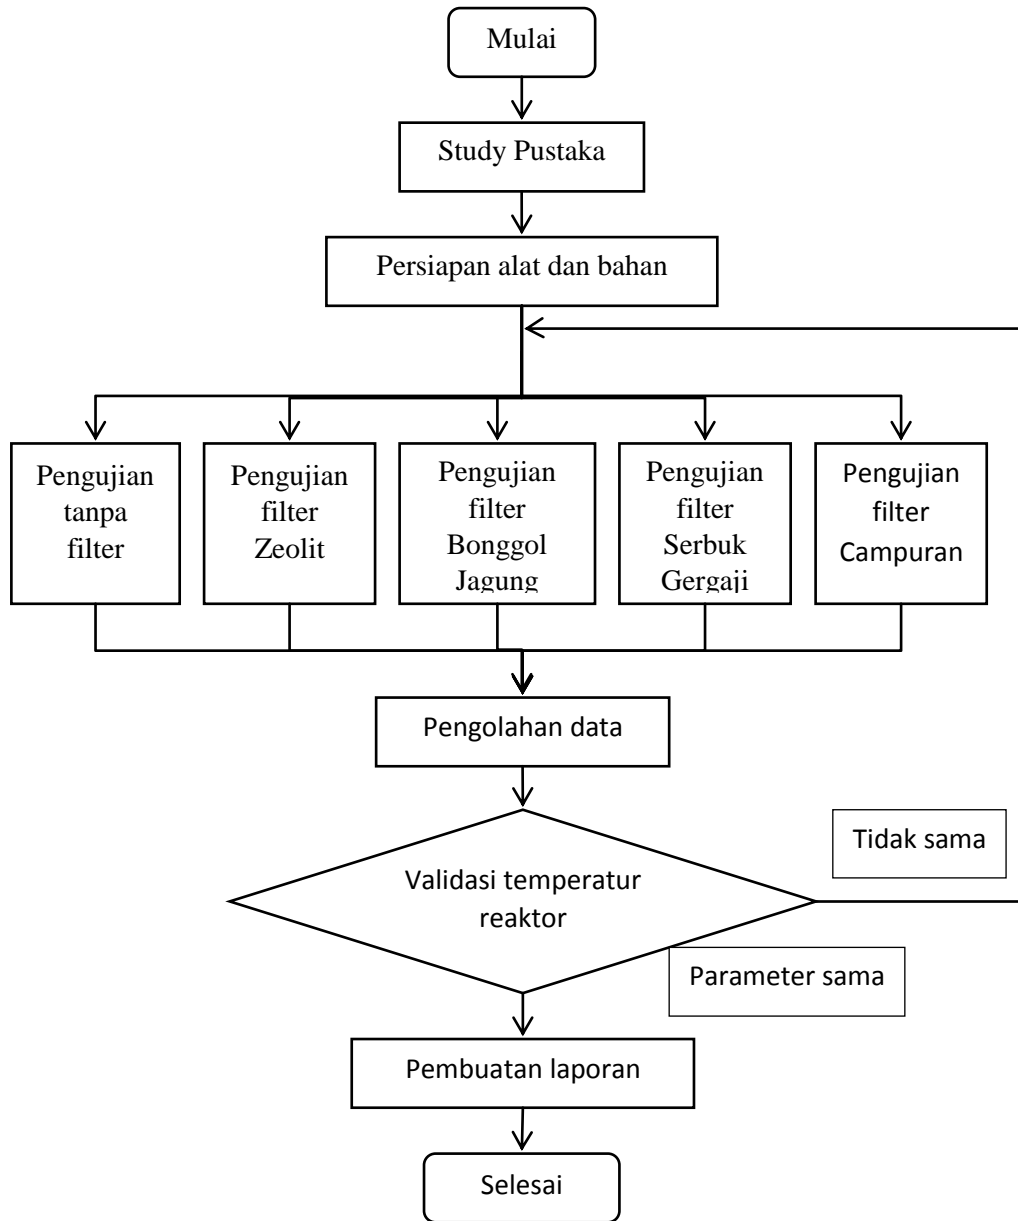 Mulai
Study Pustaka
Persiapan alat dan bahan
Pengujian
tanpa
filter
Pengujian
filter
Zeolit
Pengujian
filter
Bonggol
Jagung
Pengujian
filter
Serbuk
Gergaji
Pengujian
filter
Campuran
Pengolahan data
Tidak sama
Validasi temperatur
reaktor
Parameter sama
Pembuatan laporan
Selesai